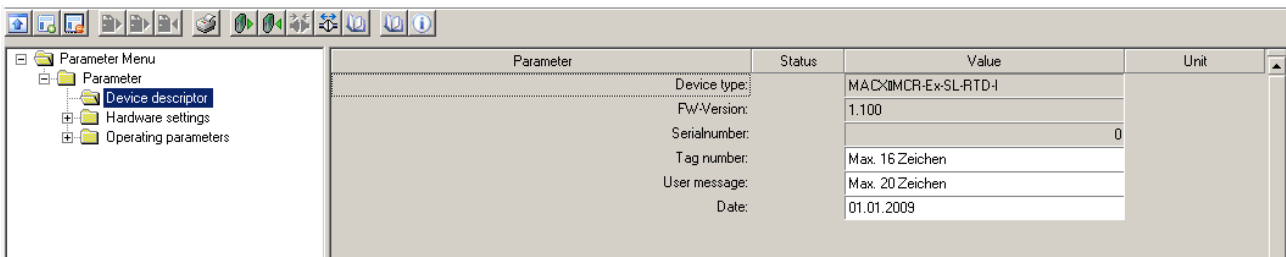 Parameter Menu
Parameter
Device descriptor
Hardware settings
Operating parameters
Parameter Status Value Unit
Device type: MACX▯MCR-Ex-SL-RTD-I
FW-Version: 1.100
Serialnumber: 0
Tag number: Max. 16 Zeichen
User message: Max. 20 Zeichen
Date: 01.01.2009